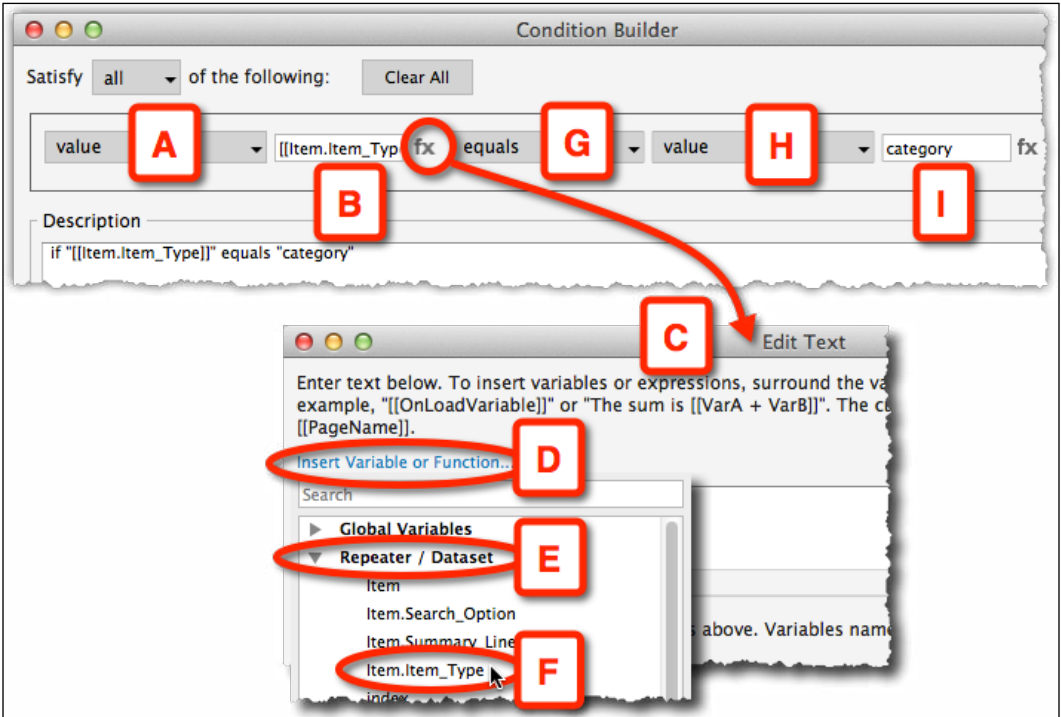 Condition Builder
Satisfy all of the following: Clear All
value A [[Item.Item_Typ fx equals G value H category fx
B I
Description
if "[[Item.Item_Type]]" equals "category"
C Edit Text
Enter text below. To insert variables or expressions, surround the va
example, "[[OnLoadVariable]]" or "The sum is [[VarA + VarB]]". The c
[[PageName]].
Insert Variable or Function... D
Search
Global Variables
Repeater / Dataset E
Item
Item.Search_Option
Item.Summary_Line
s above. Variables nam
Item.Item_Type F
index